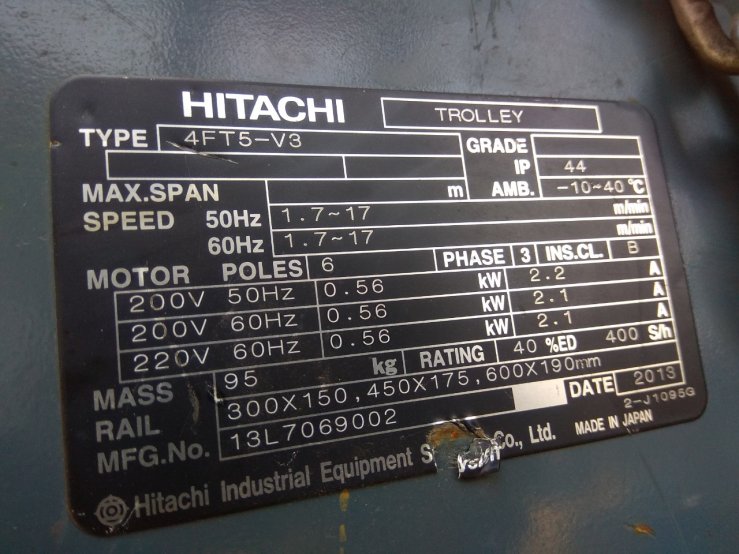 HITACHI TROLLEY
TYPE 4FT5-V3 GRADE
IP 44
MAX.SPAN m AMB. -10~40 °C
SPEED 50Hz 1.7~17 m/min
60Hz 1.7~17 m/min
MOTOR POLES 6 PHASE 3 INS.CL. B
200V 50Hz 0.56 kW 2.2 A
200V 60Hz 0.56 kW 2.1 A
220V 60Hz 0.56 kW 2.1 A
MASS 95 kg RATING 40 %ED 400 S/h
RAIL 300X150,450X175,600X190mm
MFG.No. 13L7069002 DATE 2013
2-J1095G
Hitachi Industrial Equipment Co., Ltd. MADE IN JAPAN